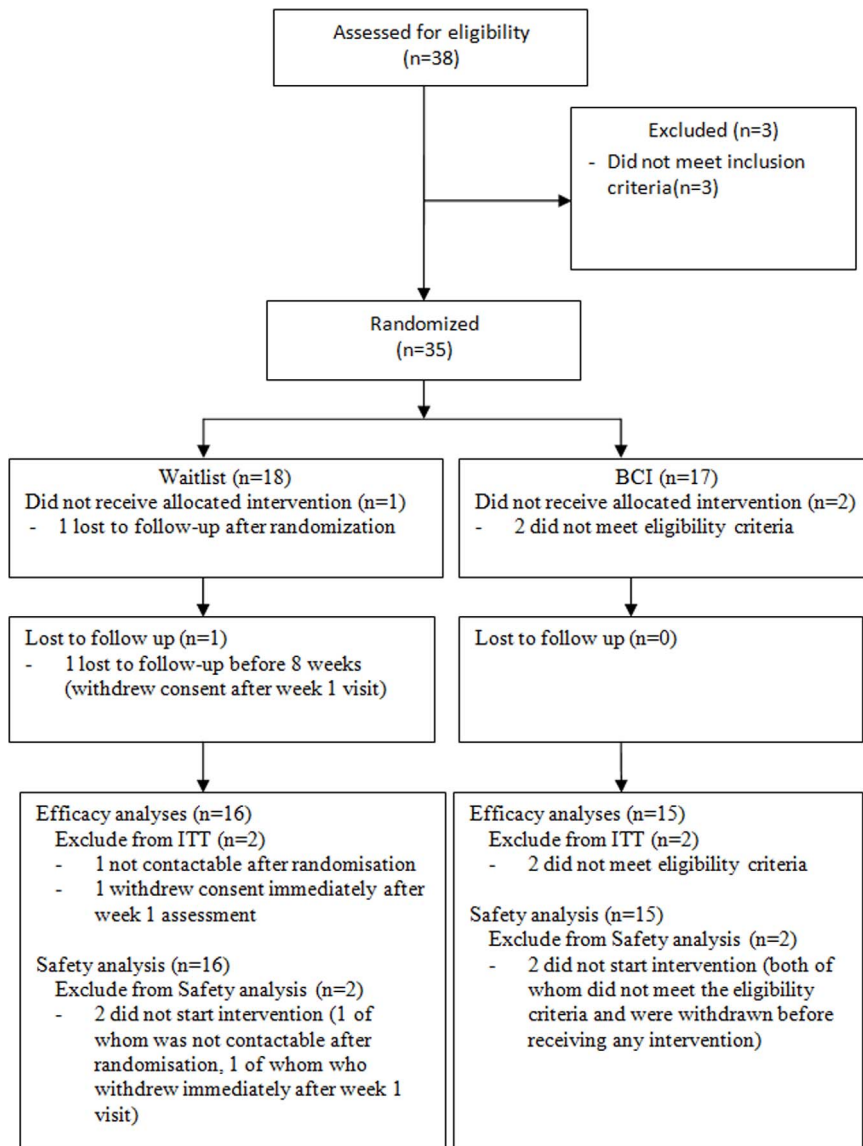 Assessed for eligibility
(n=38)
Excluded (n=3)
- Did not meet inclusion
criteria(n=3)
Randomized
(n=35)
Waitlist (n=18)
Did not receive allocated intervention (n=1)
- 1 lost to follow-up after randomization
BCI (n=17)
Did not receive allocated intervention (n=2)
- 2 did not meet eligibility criteria
Lost to follow up (n=1)
- 1 lost to follow-up before 8 weeks
(withdrew consent after week 1 visit)
Lost to follow up (n=0)
Efficacy analyses (n=16)
Exclude from ITT (n=2)
- 1 not contactable after randomisation
- 1 withdrew consent immediately after
week 1 assessment
Safety analysis (n=16)
Exclude from Safety analysis (n=2)
- 2 did not start intervention (1 of
whom was not contactable after
randomisation, 1 of whom who
withdrew immediately after week 1
visit)
Efficacy analyses (n=15)
Exclude from ITT (n=2)
- 2 did not meet eligibility criteria
Safety analysis (n=15)
Exclude from Safety analysis (n=2)
- 2 did not start intervention (both of
whom did not meet the eligibility
criteria and were withdrawn before
receiving any intervention)